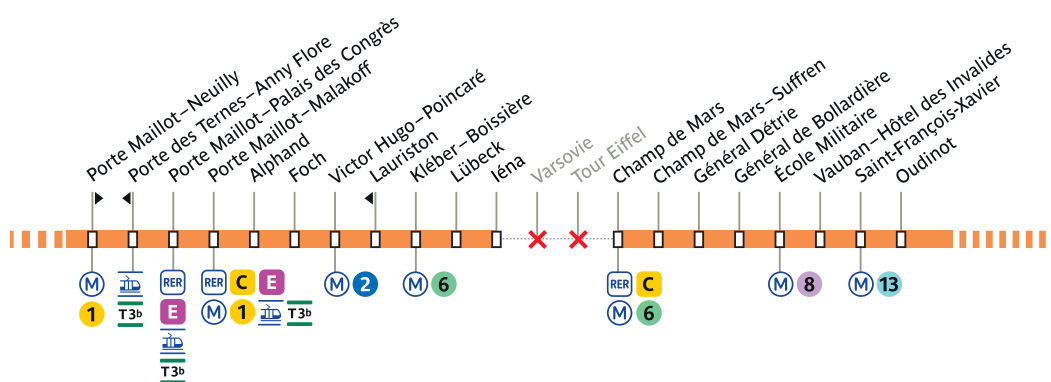 Porte Maillot – Neuilly
Porte des Ternes – Anny Flore
Porte Maillot – Palais des Congrès
Porte Maillot – Malakoff
Alphand
Foch
Victor Hugo – Poincaré
Lauriston
Kléber – Boissière
Lübeck
Iéna
Varsovie
Tour Eiffel
Champ de Mars
Champ de Mars – Suffren
Général Détrie
Général de Bollardière
École Militaire
Vauban – Hôtel des Invalides
Saint-François-Xavier
Oudinot
M
1
T3b
RER
E
T3b
RER C E
M 1 T3b
M 2
M 6
RER C
M 6
M 8
M 13